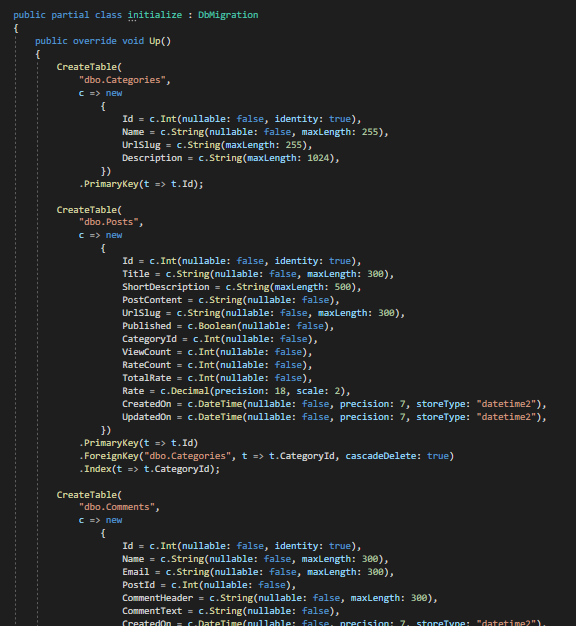 public partial class initialize : DbMigration
{
public override void Up()
{
CreateTable(
"dbo.Categories",
c => new
{
Id = c.Int(nullable: false, identity: true),
Name = c.String(nullable: false, maxLength: 255),
UrlSlug = c.String(maxLength: 255),
Description = c.String(maxLength: 1024),
})
.PrimaryKey(t => t.Id);
CreateTable(
"dbo.Posts",
c => new
{
Id = c.Int(nullable: false, identity: true),
Title = c.String(nullable: false, maxLength: 300),
ShortDescription = c.String(maxLength: 500),
PostContent = c.String(nullable: false),
UrlSlug = c.String(nullable: false, maxLength: 300),
Published = c.Boolean(nullable: false),
CategoryId = c.Int(nullable: false),
ViewCount = c.Int(nullable: false),
RateCount = c.Int(nullable: false),
TotalRate = c.Int(nullable: false),
Rate = c.Decimal(precision: 18, scale: 2),
CreatedOn = c.DateTime(nullable: false, precision: 7, storeType: "datetime2"),
UpdatedOn = c.DateTime(nullable: false, precision: 7, storeType: "datetime2"),
})
.PrimaryKey(t => t.Id)
.ForeignKey("dbo.Categories", t => t.CategoryId, cascadeDelete: true)
.Index(t => t.CategoryId);
CreateTable(
"dbo.Comments",
c => new
{
Id = c.Int(nullable: false, identity: true),
Name = c.String(nullable: false, maxLength: 300),
Email = c.String(nullable: false, maxLength: 300),
PostId = c.Int(nullable: false),
CommentHeader = c.String(nullable: false, maxLength: 300),
CommentText = c.String(nullable: false),
CreatedOn = c.DateTime(nullable: false, precision: 7, storeType: "datetime2"),